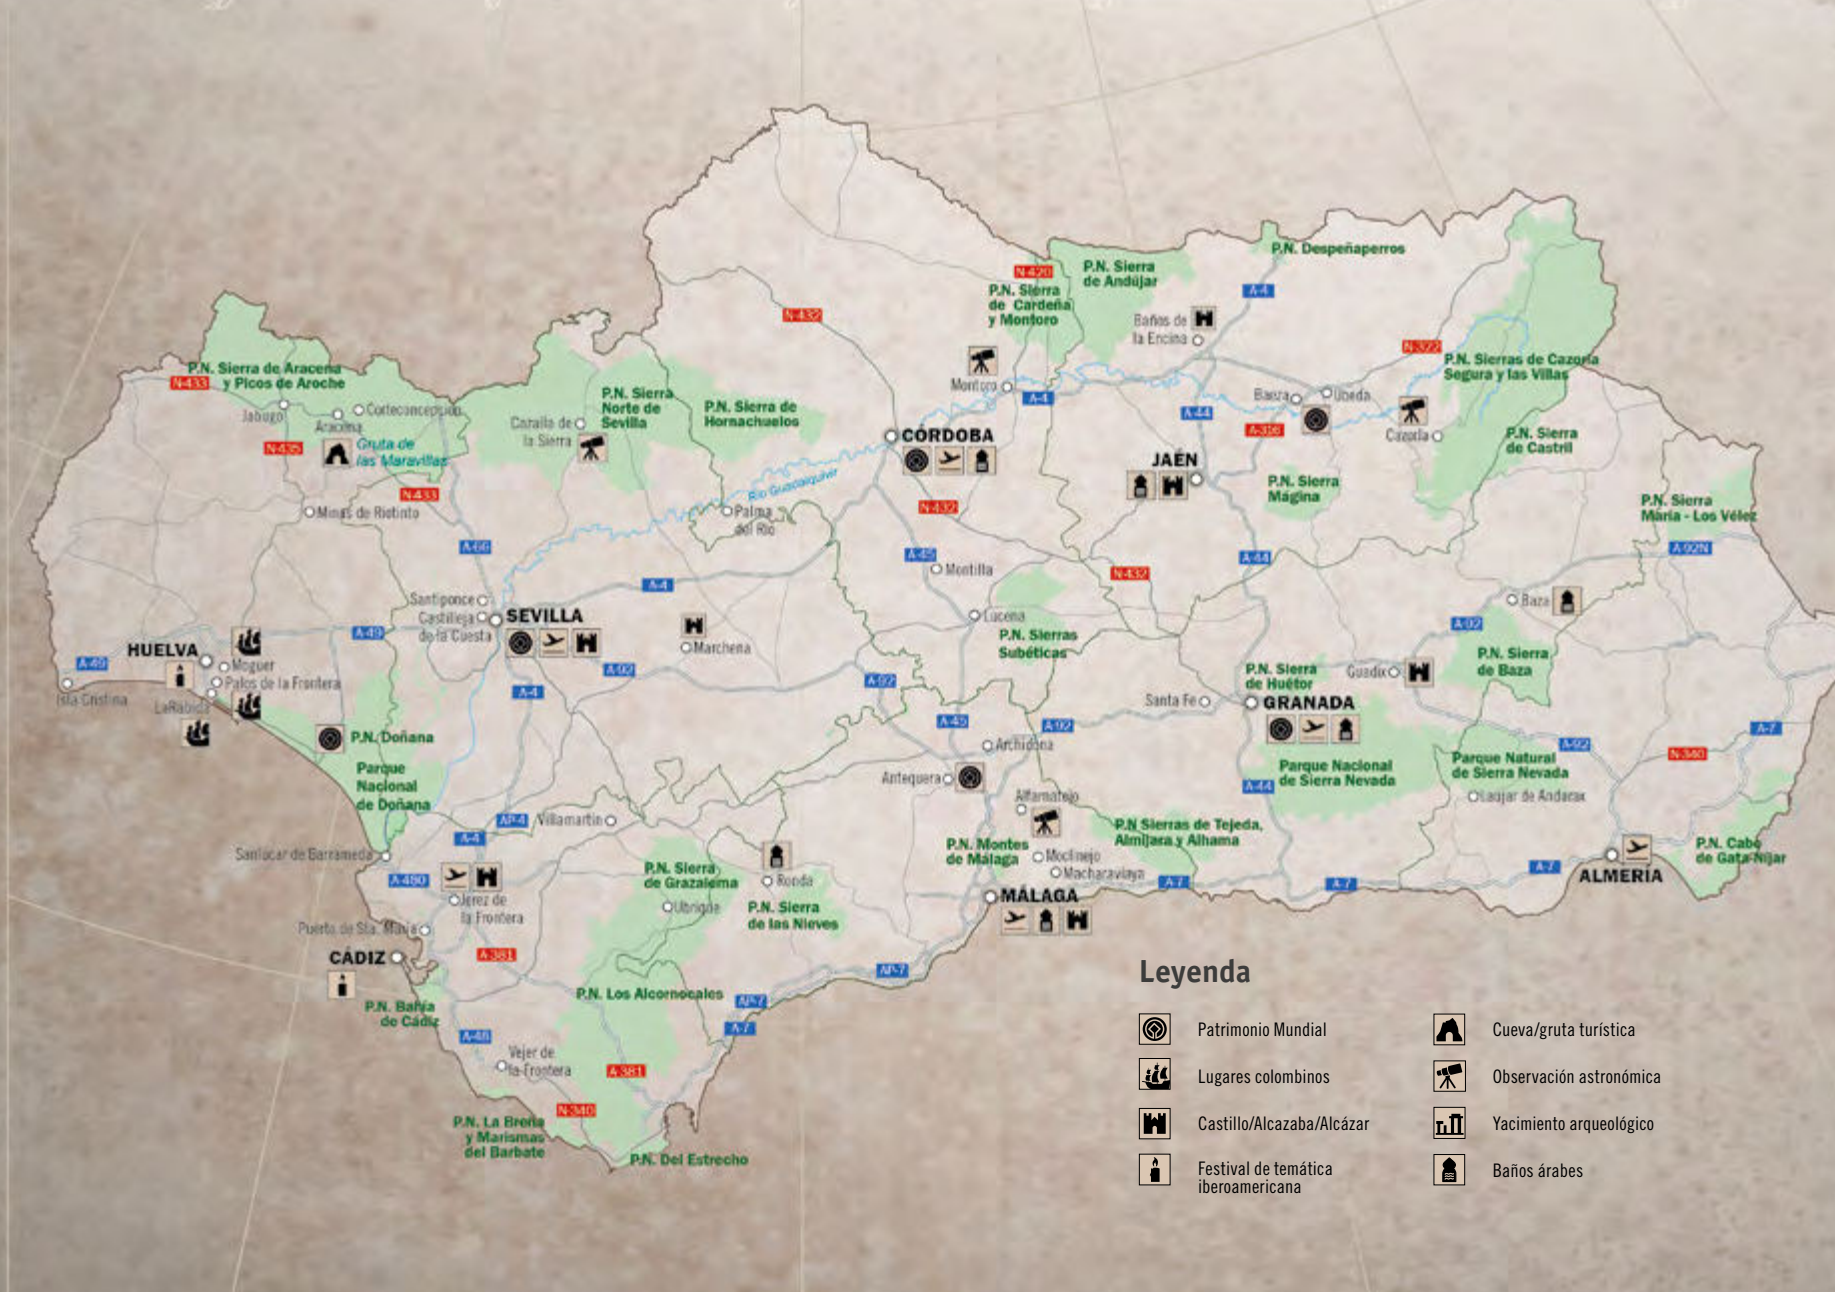 P.N. Despeñaperros
P.N. Sierra
de Andújar
N-420
P.N. Sierra
de Cardeña
y Montoro
A-4
N-432
Baños de
la Encina
N-322
P.N. Sierras de Cazorla
Segura y las Villas
P.N. Sierra de Aracena
y Picos de Aroche
N-433
Jabugo
Corteconcepción
Aracena
N-435
Gruta de
las Maravillas
N-433
Minas de Riotinto
P.N. Sierra
Norte de
Sevilla
Cazalla de
la Sierra
P.N. Sierra de
Hornachuelos
Montoro
A-4
A-44
Baeza
Úbeda
A-316
Cazorla
P.N. Sierra
de Castril
CÓRDOBA
JAÉN
P.N. Sierra
Mágina
Río Guadalquivir
Palma
del Río
N-432
P.N. Sierra
María - Los Vélez
A-92N
A-66
A-4
A-45
Montilla
A-44
N-432
Baza
Santiponce
Castilleja
de la Cuesta
SEVILLA
Lucena
P.N. Sierras
Subéticas
A-92
P.N. Sierra
de Baza
A-49
HUELVA
A-49
Moguer
Palos de la Frontera
Isla Cristina
LaRábida
Marchena
A-92
A-4
A-92
P.N. Sierra
de Huétor
Guadix
Santa Fe
GRANADA
A-45
A-92
P.N. Doñana
Parque
Nacional
de Doñana
Archidona
Antequera
A-92
A-7
N-340
Parque Nacional
de Sierra Nevada
Parque Natural
de Sierra Nevada
A-44
Laujar de Andarax
AP-4
Villamartín
A-4
Alfarnatejo
P.N. Sierras de Tejeda,
Almijara y Alhama
P.N. Montes
de Málaga
Moclinejo
Macharaviaya
Sanlúcar de Barrameda
A-480
Jerez de
la Frontera
P.N. Sierra
de Grazalema
Ronda
Ubrique
P.N. Sierra
de las Nieves
MÁLAGA
A-7
A-7
A-7
ALMERÍA
P.N. Cabo
de Gata-Níjar
Puerto de Sta. María
CÁDIZ
A-381
AP-7
P.N. Bahía
de Cádiz
P.N. Los Alcornocales
AP-7
A-7
A-48
Vejer de
la Frontera
A-381
N-340
P.N. La Breña
y Marismas
del Barbate
P.N. Del Estrecho
Leyenda
Patrimonio Mundial
Lugares colombinos
Castillo/Alcazaba/Alcázar
Festival de temática
iberoamericana
Cueva/gruta turística
Observación astronómica
Yacimiento arqueológico
Baños árabes